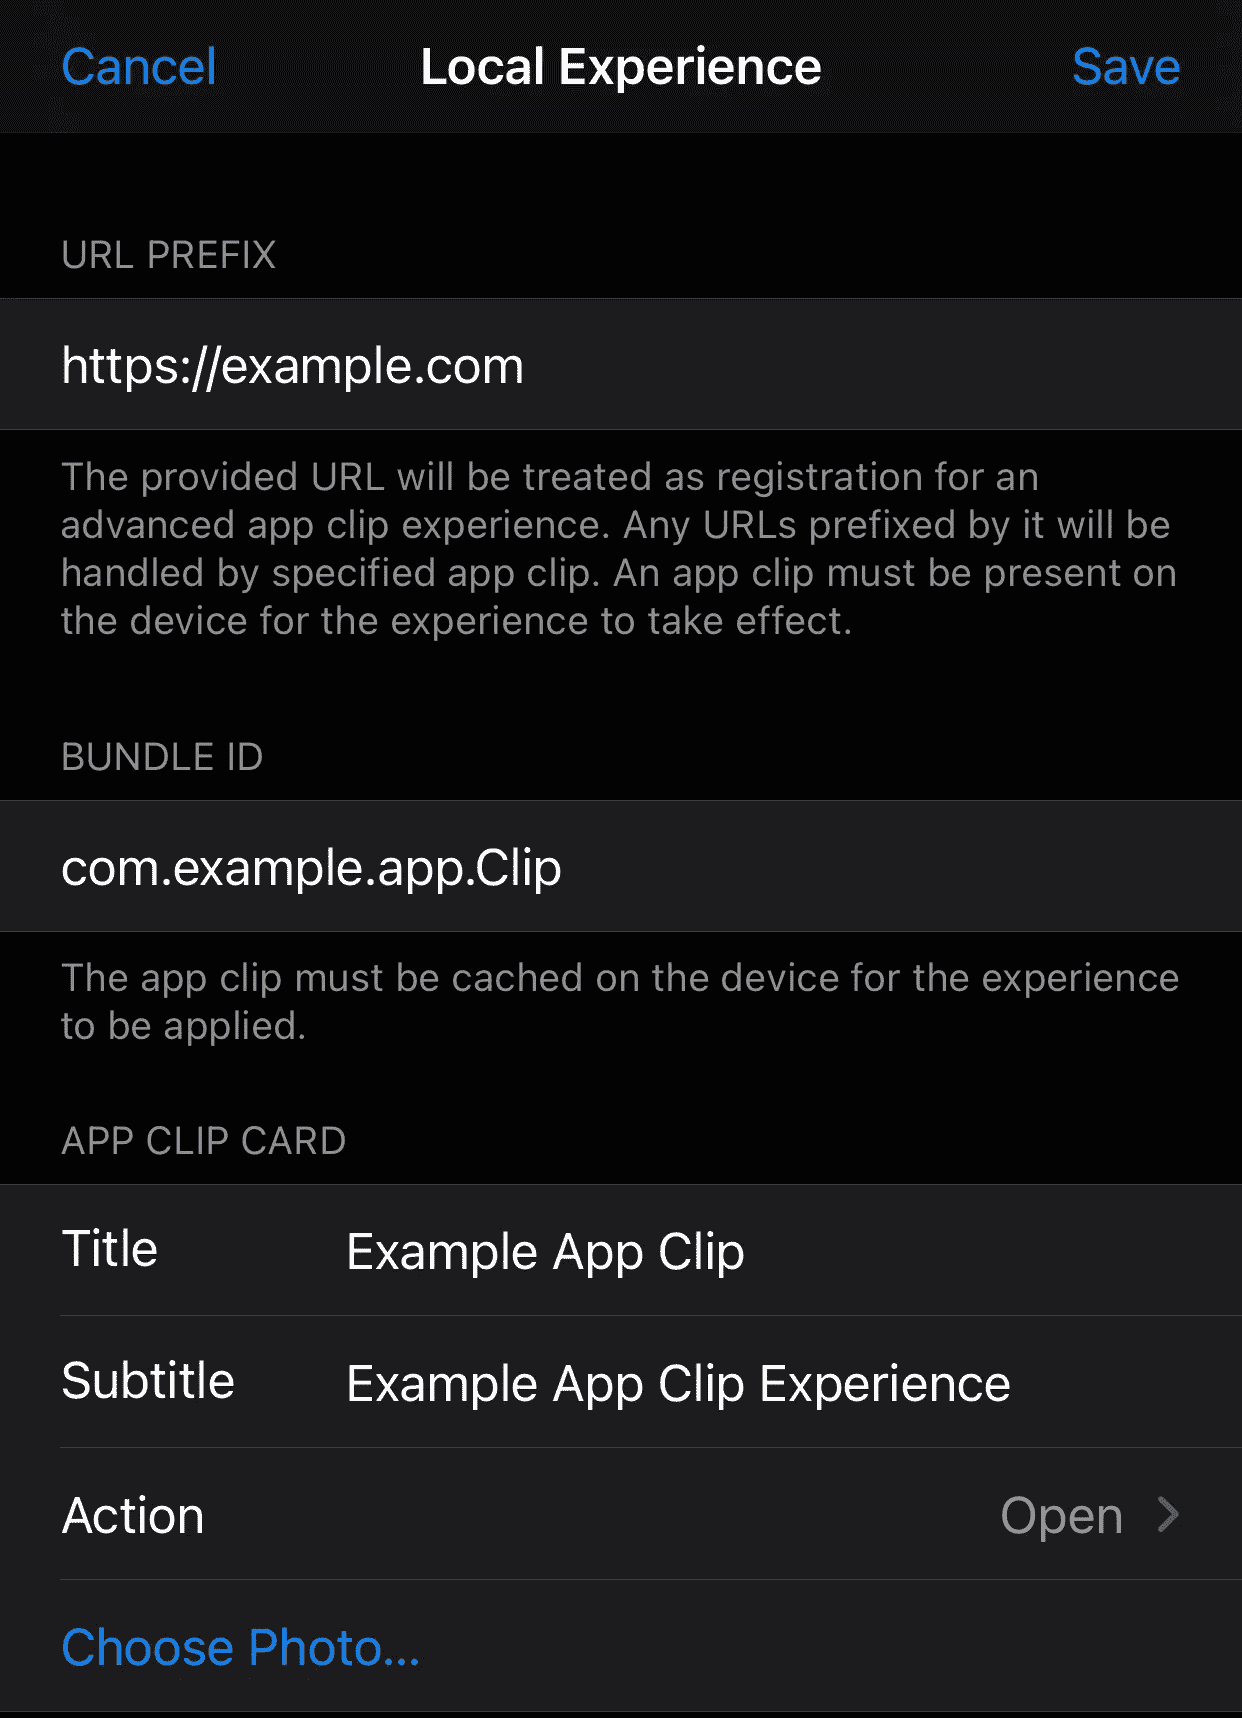 Cancel Local Experience Save
URL PREFIX
https://example.com
The provided URL will be treated as registration for an
advanced app clip experience. Any URLs prefixed by it will be
handled by specified app clip. An app clip must be present on
the device for the experience to take effect.
BUNDLE ID
com.example.app.Clip
The app clip must be cached on the device for the experience
to be applied.
APP CLIP CARD
Title Example App Clip
Subtitle Example App Clip Experience
Action Open
Choose Photo...